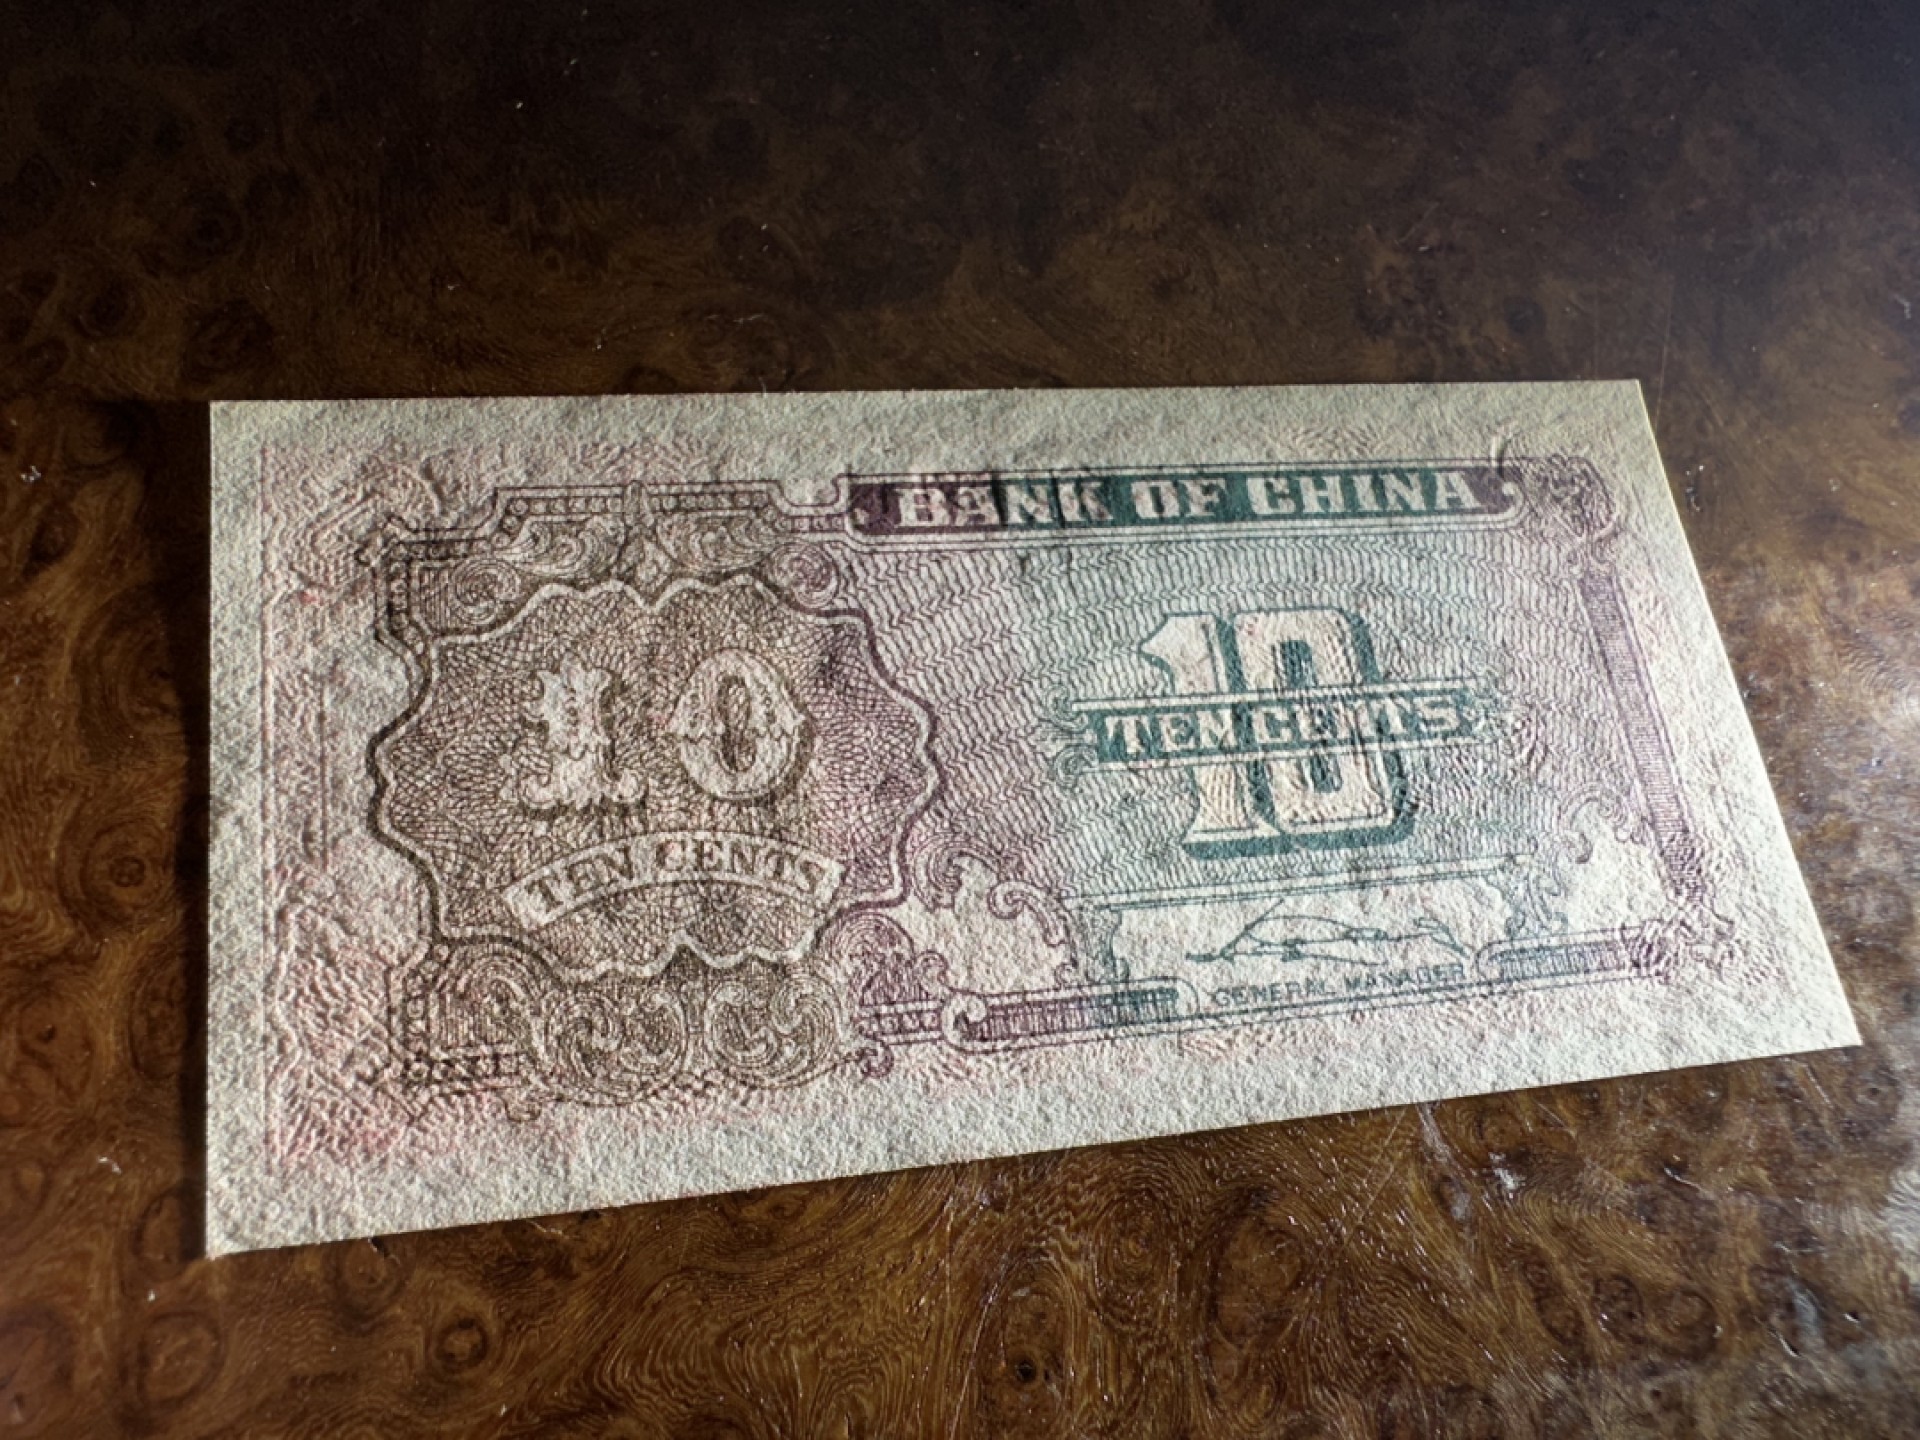 BANK OF CHINA
10
TEN CENTS
10
TEN CENTS
GENERAL MANAGER